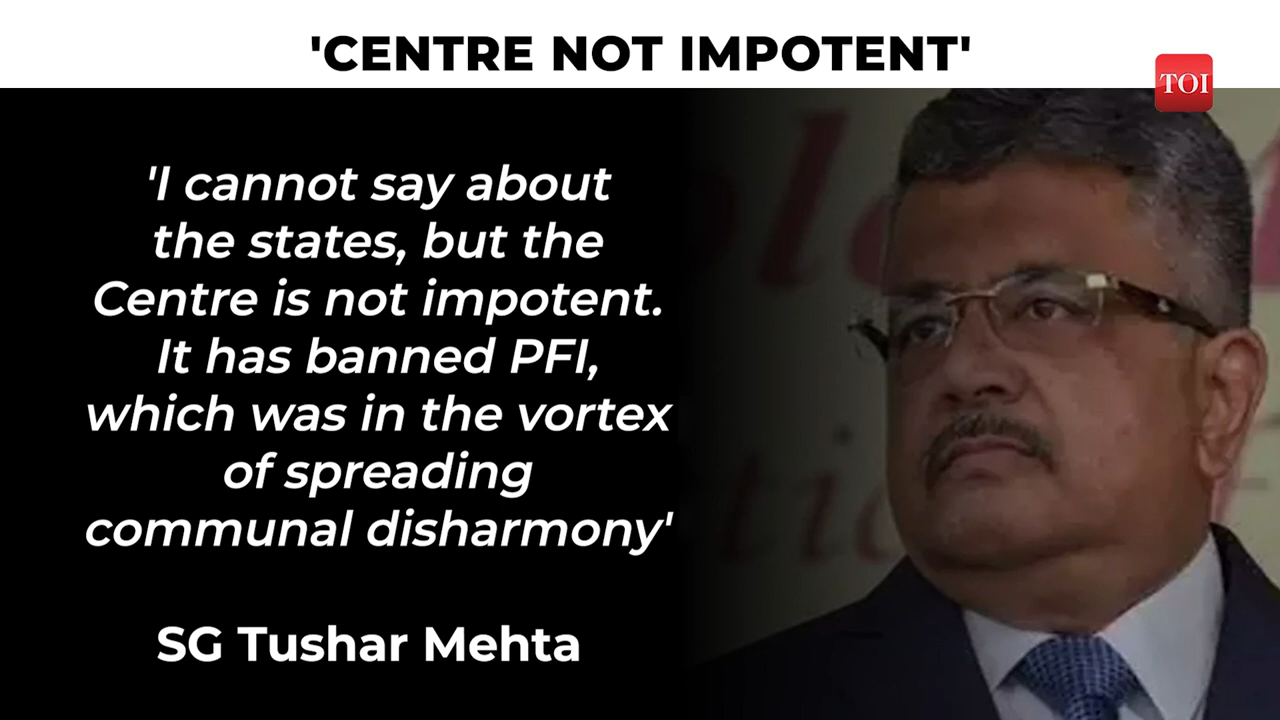 'CENTRE NOT IMPOTENT'
TOI
'I cannot say about
the states, but the
Centre is not impotent.
It has banned PFI,
which was in the vortex
of spreading
communal disharmony'
SG Tushar Mehta